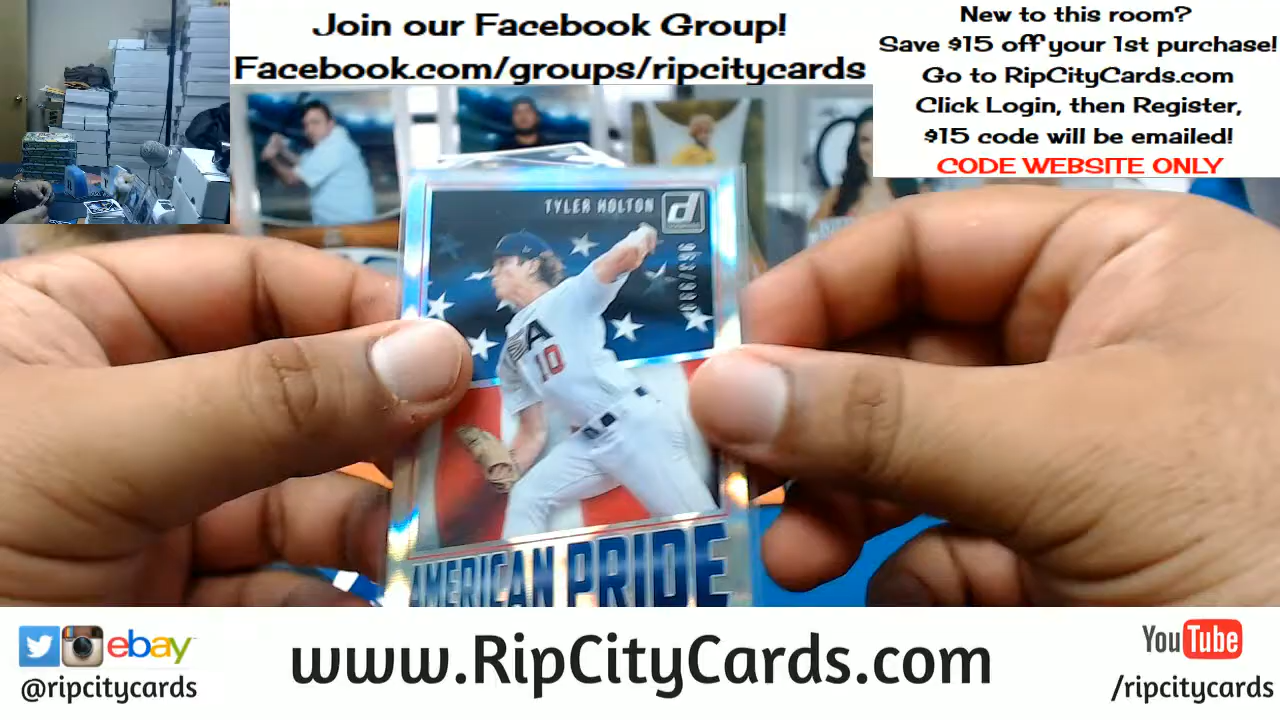 Join our Facebook Group!
Facebook.com/groups/ripcitycards
New to this room?
Save $15 off your 1st purchase!
Go to RipCityCards.com
Click Login, then Register,
$15 code will be emailed!
CODE WEBSITE ONLY
TYLER HOLTON
d
10
AMERICAN PRIDE
ebay
@ripcitycards
www.RipCityCards.com
YouTube
/ripcitycards